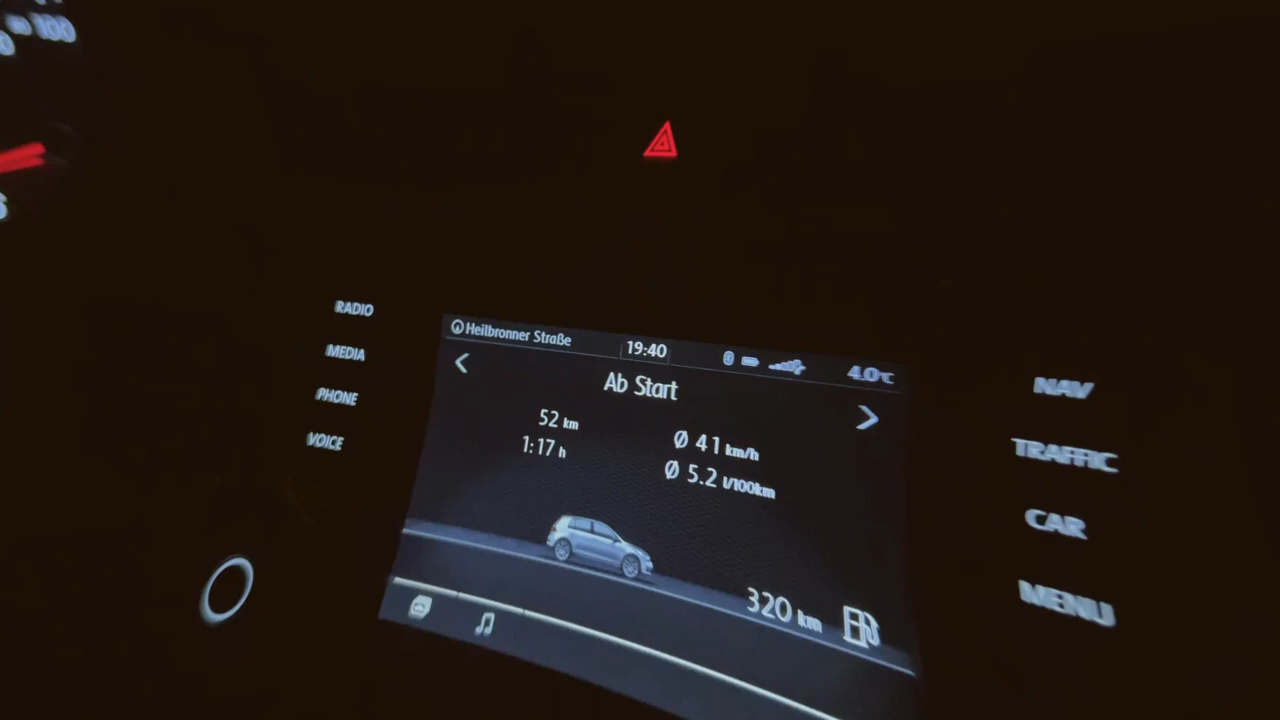 100
RADIO
MEDIA
PHONE
VOICE
Heilbronner Straße
19:40
4.0°C
Ab Start
52 km
1:17 h
Ø 41 km/h
Ø 5.2 l/100km
320 km
NAV
TRAFFIC
CAR
MENU